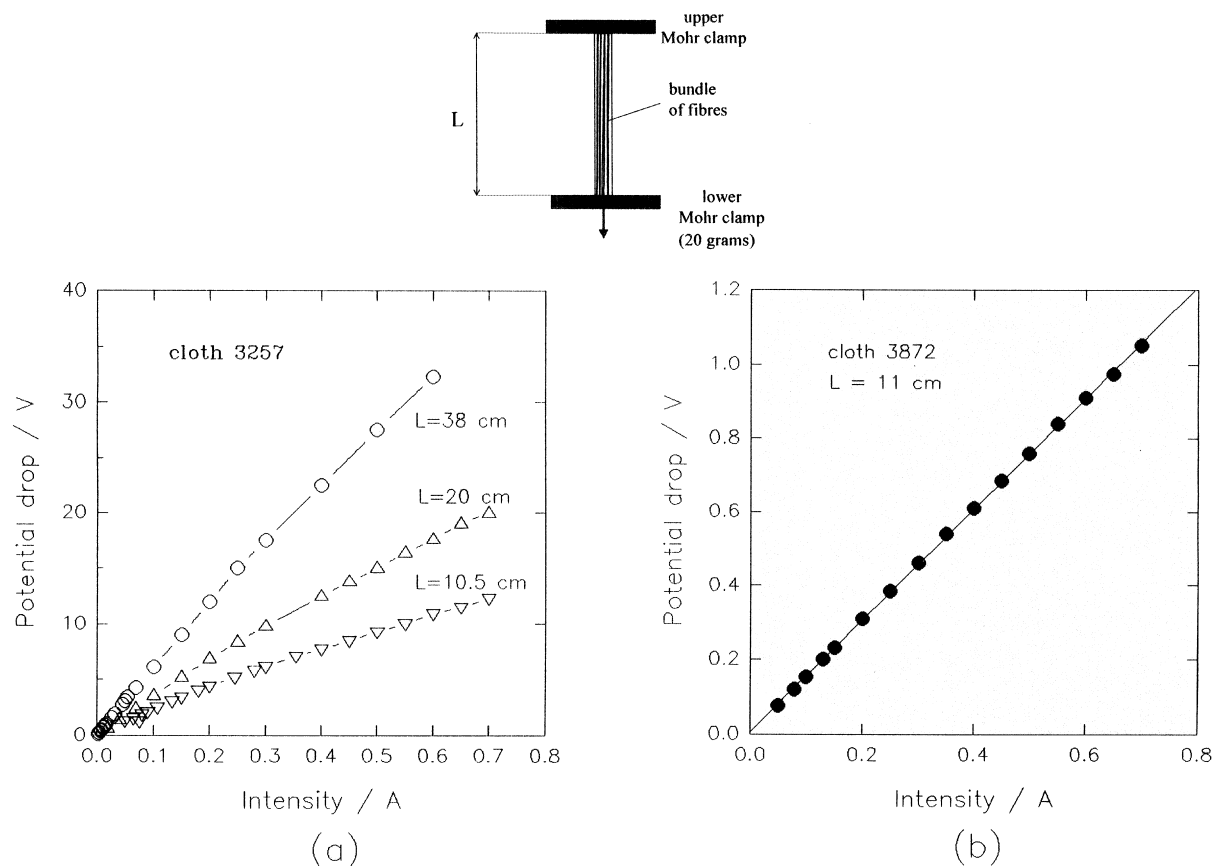 upper
Mohr clamp
bundle
of fibres
L
lower
Mohr clamp
(20 grams)
40
30
20
10
0
Potential drop / V
cloth 3257
L=38 cm
L=20 cm
L=10.5 cm
0.0 0.1 0.2 0.3 0.4 0.5 0.6 0.7 0.8
Intensity / A
(a)
1.2
1.0
0.8
0.6
0.4
0.2
0.0
Potential drop / V
cloth 3872
L = 11 cm
0.0 0.2 0.4 0.6 0.8
Intensity / A
(b)